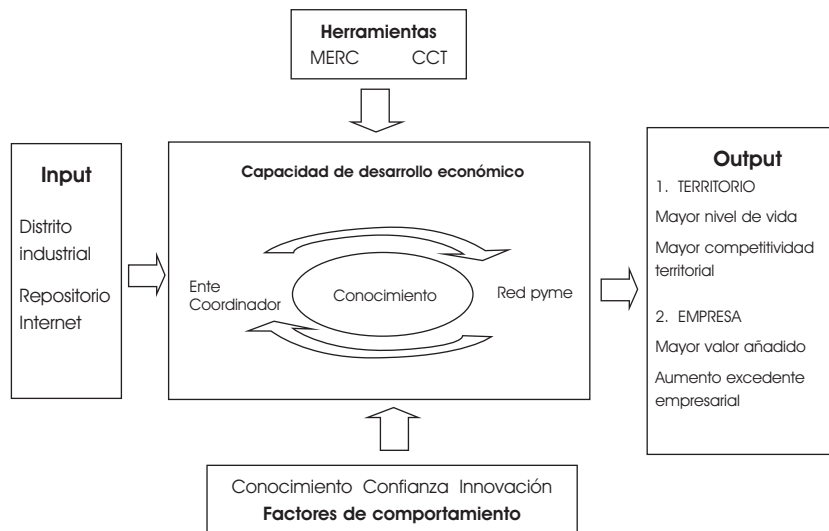 Herramientas
MERC CCT
Input
Distrito
industrial
Repositorio
Internet
Capacidad de desarrollo económico
Ente
Coordinador
Conocimiento
Red pyme
Output
1. TERRITORIO
Mayor nivel de vida
Mayor competitividad
territorial
2. EMPRESA
Mayor valor añadido
Aumento excedente
empresarial
Conocimiento Confianza Innovación
Factores de comportamiento